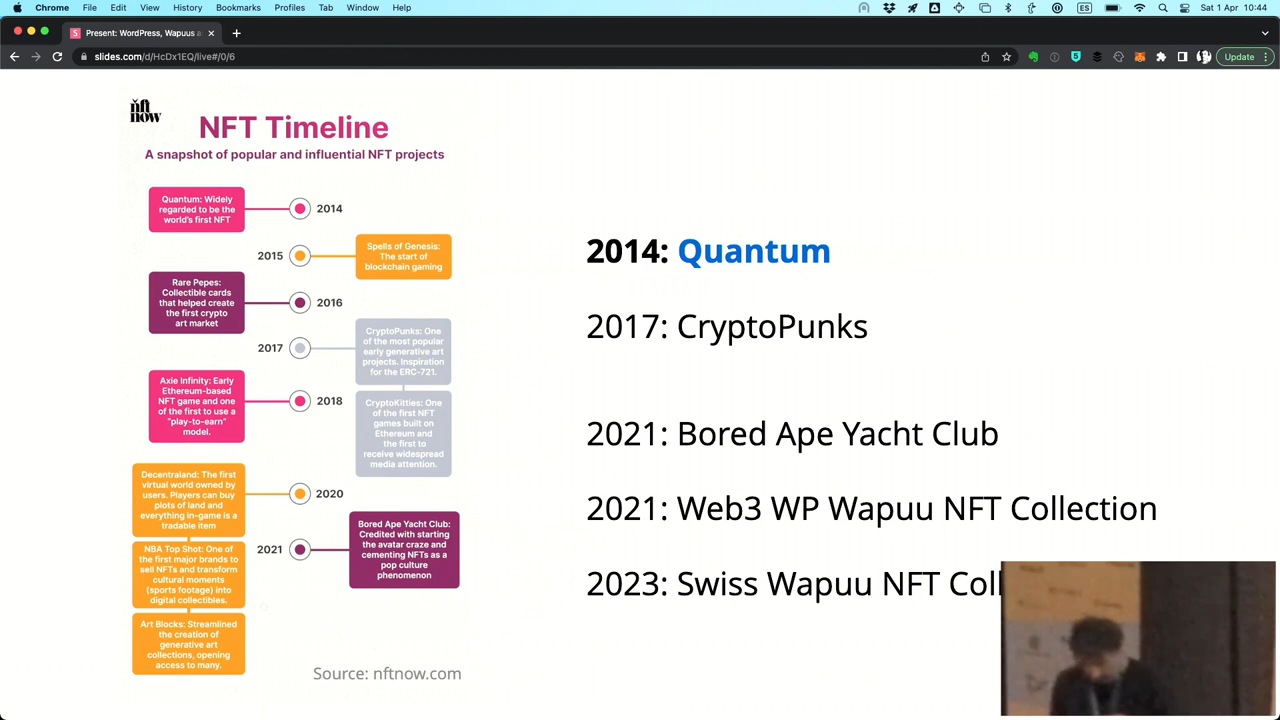 Chrome File Edit View History Bookmarks Profiles Tab Window Help
ES Sat 1 Apr 10:44
Present: WordPress, Wapuus a
slides.com/d/HcDx1EQ/live#/0/6
Update
nft
now
NFT Timeline
A snapshot of popular and influential NFT projects
Quantum: Widely
regarded to be the
world's first NFT
2014
2015
Spells of Genesis:
The start of
blockchain gaming
Rare Pepes:
Collectible cards
that helped create
the first crypto
art market
2016
2017
CryptoPunks: One
of the most popular
early generative art
projects. Inspiration
for the ERC-721.
Axie Infinity: Early
Ethereum-based
NFT game and one
of the first to use a
"play-to-earn"
model.
2018
CryptoKitties: One
of the first NFT
games built on
Ethereum and
the first to
receive widespread
media attention.
Decentraland: The first
virtual world owned by
users. Players can buy
plots of land and
everything in-game is a
tradable item
2020
NBA Top Shot: One of
the first major brands to
sell NFTs and transform
cultural moments
(sports footage) into
digital collectibles.
2021
Bored Ape Yacht Club:
Credited with starting
the avatar craze and
cementing NFTs as a
pop culture
phenomenon
Art Blocks: Streamlined
the creation of
generative art
collections, opening
access to many.
Source: nftnow.com
2014: Quantum
2017: CryptoPunks
2021: Bored Ape Yacht Club
2021: Web3 WP Wapuu NFT Collection
2023: Swiss Wapuu NFT Coll